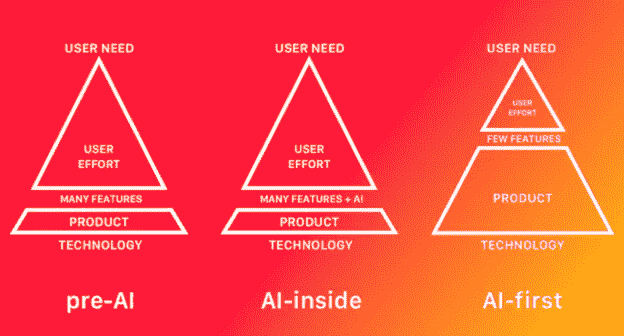 USER NEED
USER
EFFORT
MANY FEATURES
PRODUCT
TECHNOLOGY
pre-AI
USER NEED
USER
EFFORT
MANY FEATURES + AI
PRODUCT
TECHNOLOGY
AI-inside
USER NEED
USER
EFFORT
FEW FEATURES
PRODUCT
TECHNOLOGY
AI-first